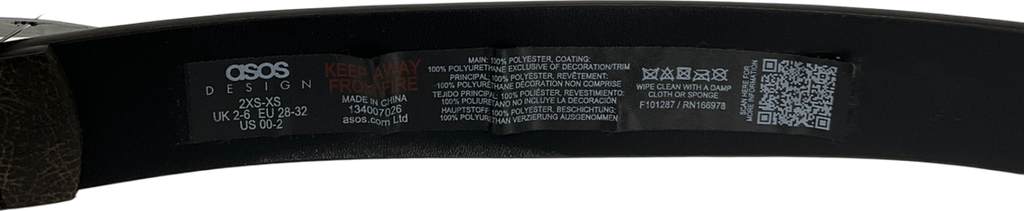 asos
DESIGN
2XS-XS
UK 2-6 EU 28-32
US 00-2
KEEP AWAY
FROM FIRE
MADE IN CHINA
134007026
asos.com Ltd
MAIN: 100% POLYESTER, COATING:
100% POLYURETHANE EXCLUSIVE OF DECORATION/TRIM
PRINCIPAL: 100% POLYESTER, REVÊTEMENT:
100% POLYURÉTHANE DÉCORATION NON COMPRISE
TEJIDO PRINCIPAL: 100% POLIÉSTER, REVESTIMIENTO:
100% POLIURETANO NO INCLUYE LA DECORACIÓN
HAUPTSTOFF: 100% POLYESTER, BESCHICHTUNG:
100% POLYURETHAN VERZIERUNG AUSGENOMMEN
WIPE CLEAN WITH A DAMP
CLOTH OR SPONGE
F101287 / RN166978
SCAN HERE FOR
MORE INFORMATION